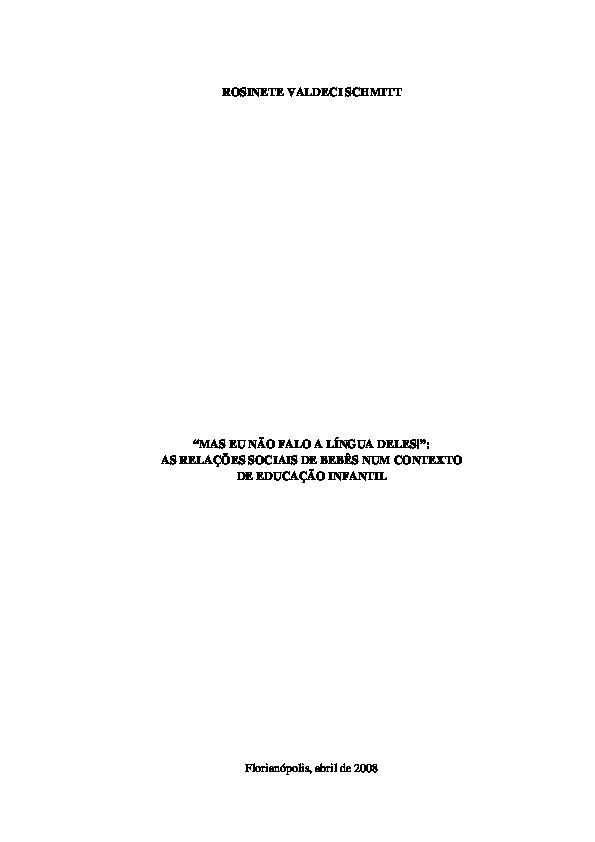 ROSINETE VALDECI SCHMITT
“MAS EU NÃO FALO A LÍNGUA DELES!”:
AS RELAÇÕES SOCIAIS DE BEBÊS NUM CONTEXTO
DE EDUCAÇÃO INFANTIL
Florianópolis, abril de 2008